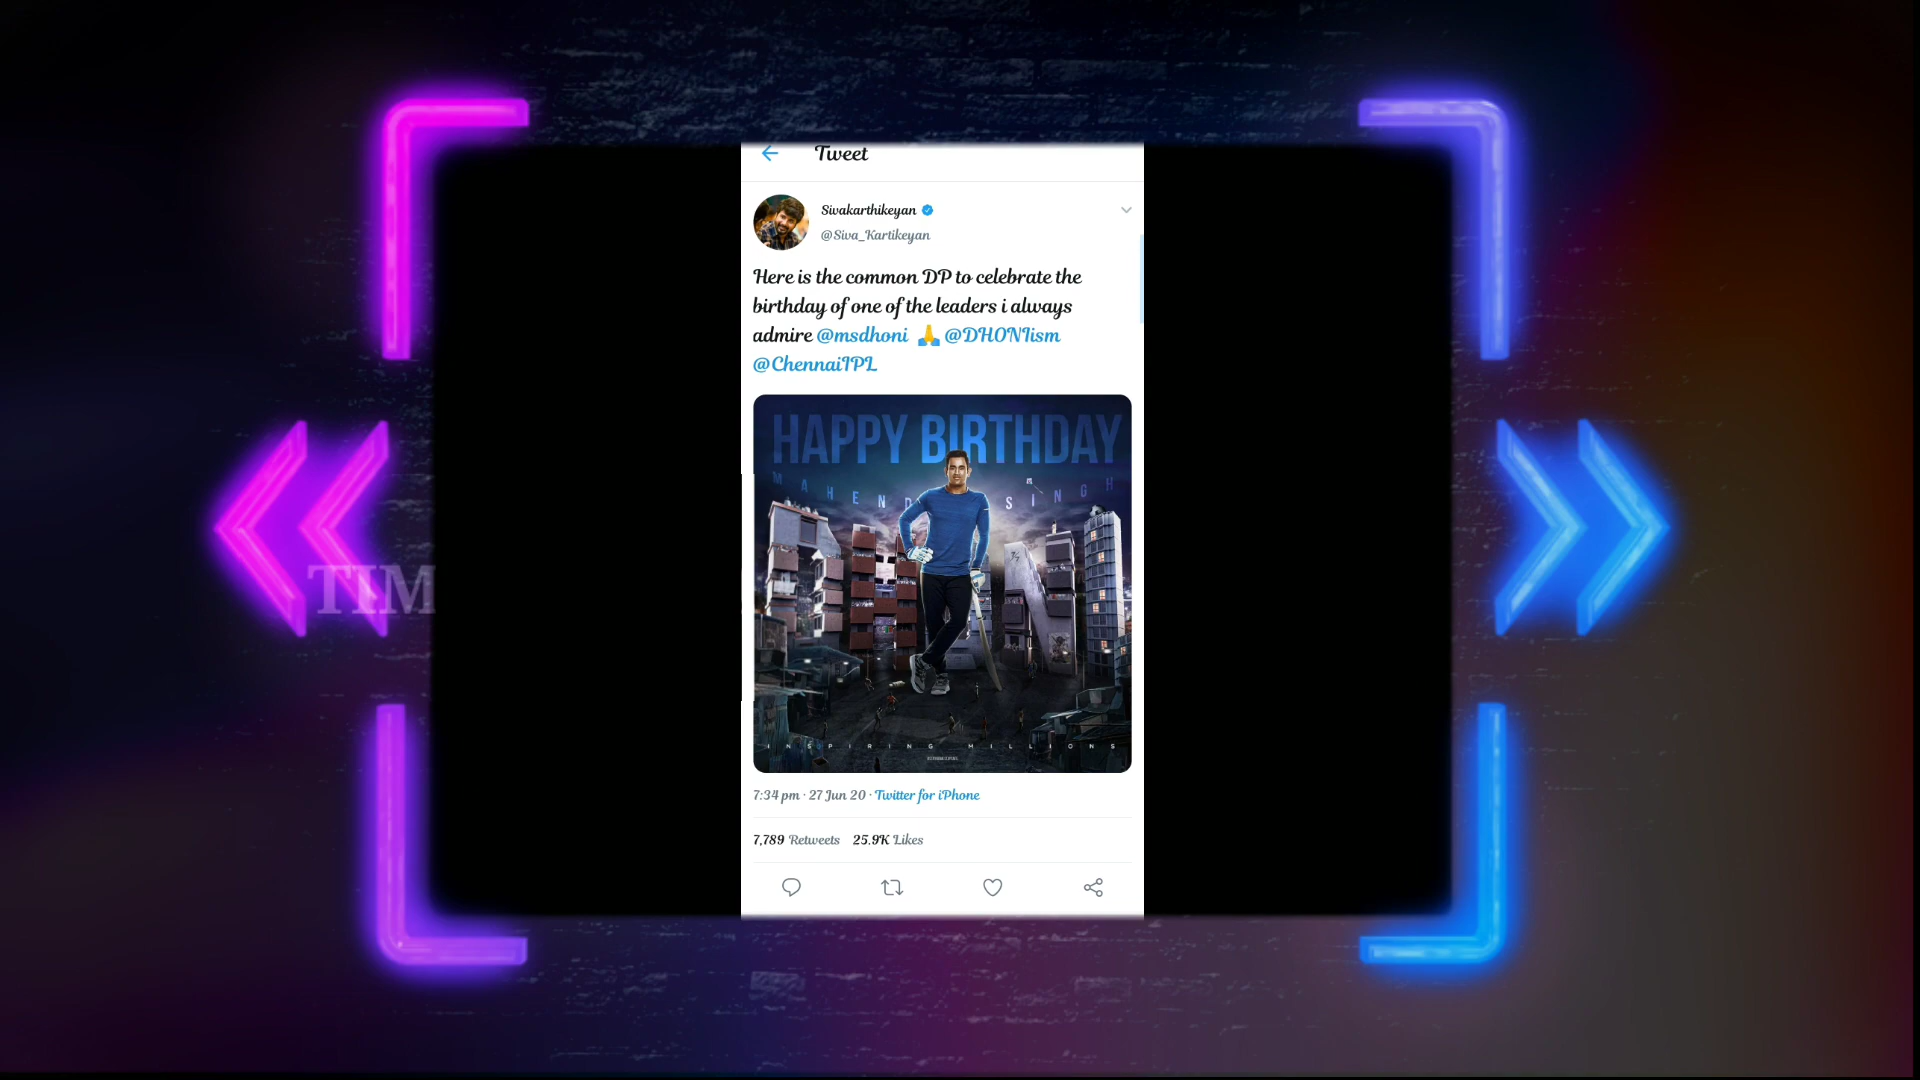 Tweet
Sivakarthikeyan
@Siva_Kartikeyan
Here is the common DP to celebrate the
birthday of one of the leaders i always
admire @msdhoni 🙏 @DHONIism
@ChennaiIPL
HAPPY BIRTHDAY
MAHEND SINGH
INSPIRING MILLIONS
7:34 pm · 27 Jun 20 · Twitter for iPhone
7,789 Retweets 25.9K Likes
TIM